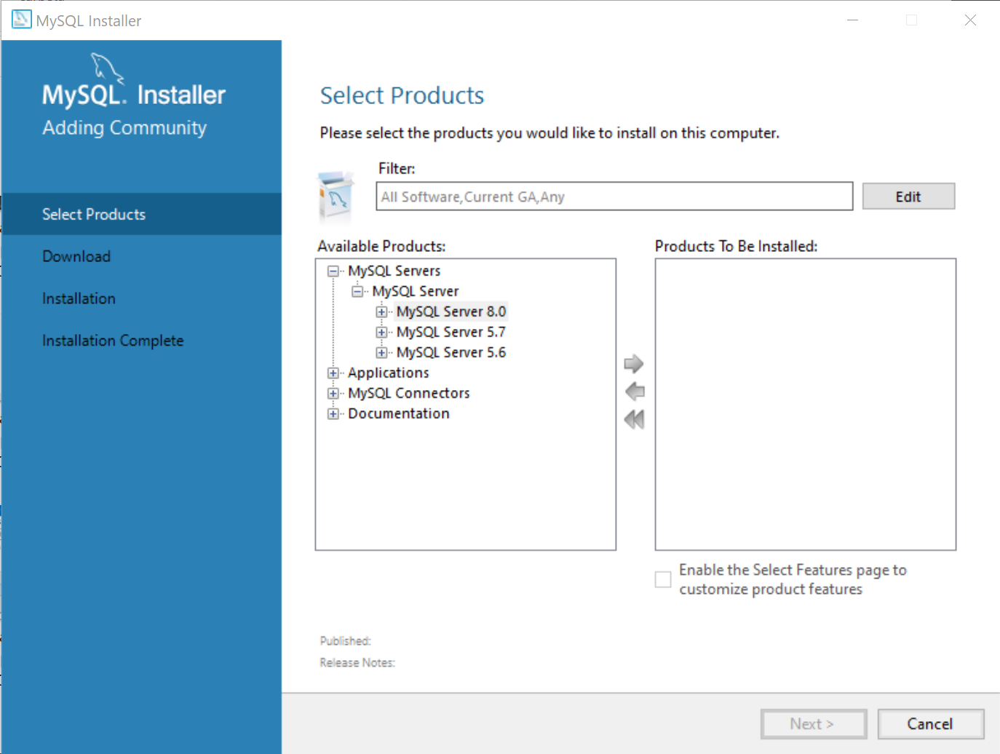 MySQL Installer
MySQL. Installer
Adding Community
Select Products
Download
Installation
Installation Complete
Select Products
Please select the products you would like to install on this computer.
Filter:
All Software,Current GA,Any
Edit
Available Products:
MySQL Servers
MySQL Server
MySQL Server 8.0
MySQL Server 5.7
MySQL Server 5.6
Applications
MySQL Connectors
Documentation
Products To Be Installed:
Enable the Select Features page to
customize product features
Published:
Release Notes:
Next >
Cancel